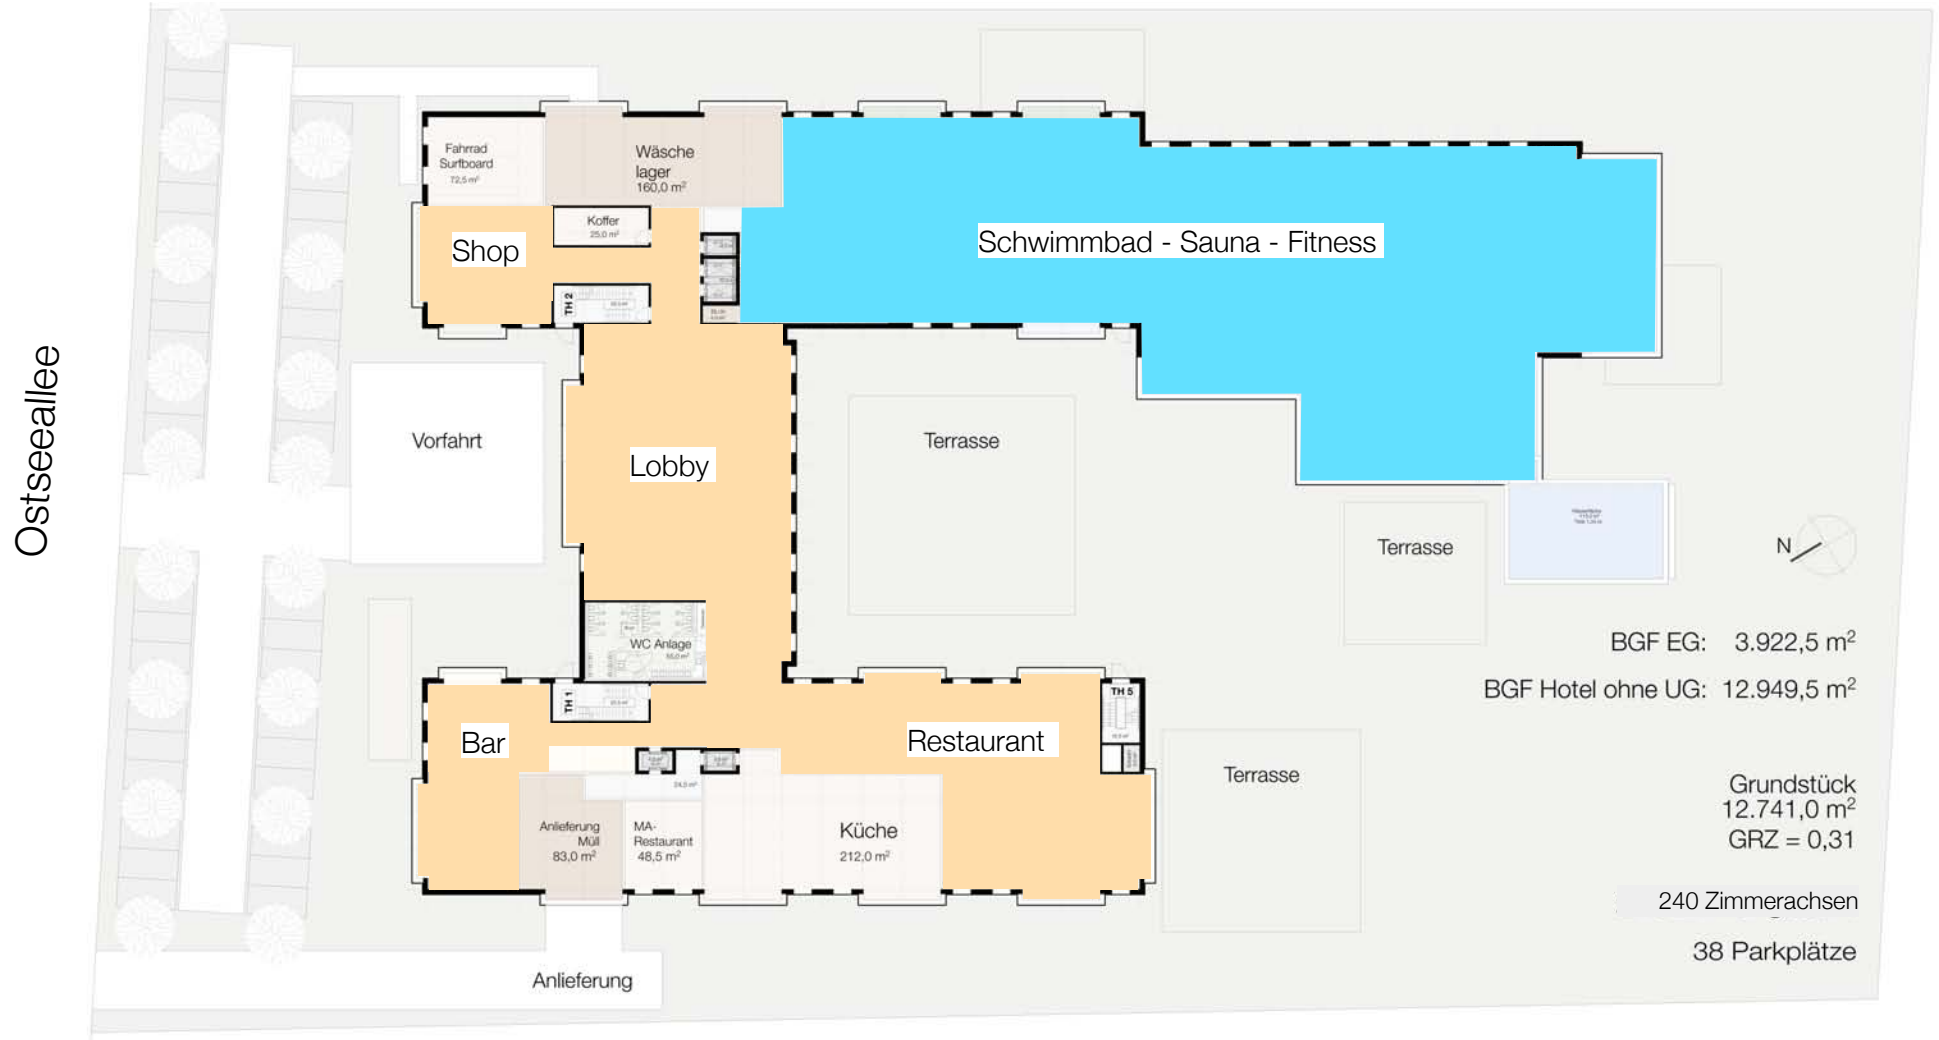 Ostseeallee
Fahrrad
Surfboard
72,5 m²
Wäsche
lager
160,0 m²
Koffer
25,0 m²
Shop
TH 2
Schwimmbad - Sauna - Fitness
Vorfahrt
Lobby
Terrasse
Terrasse
N
WC Anlage
BGF EG: 3.922,5 m²
BGF Hotel ohne UG: 12.949,5 m²
TH 1
TH 5
Bar
Restaurant
Terrasse
24,0 m²
Anlieferung
Müll
83,0 m²
MA-
Restaurant
48,5 m²
Küche
212,0 m²
Grundstück
12.741,0 m²
GRZ = 0,31
240 Zimmerachsen
38 Parkplätze
Anlieferung